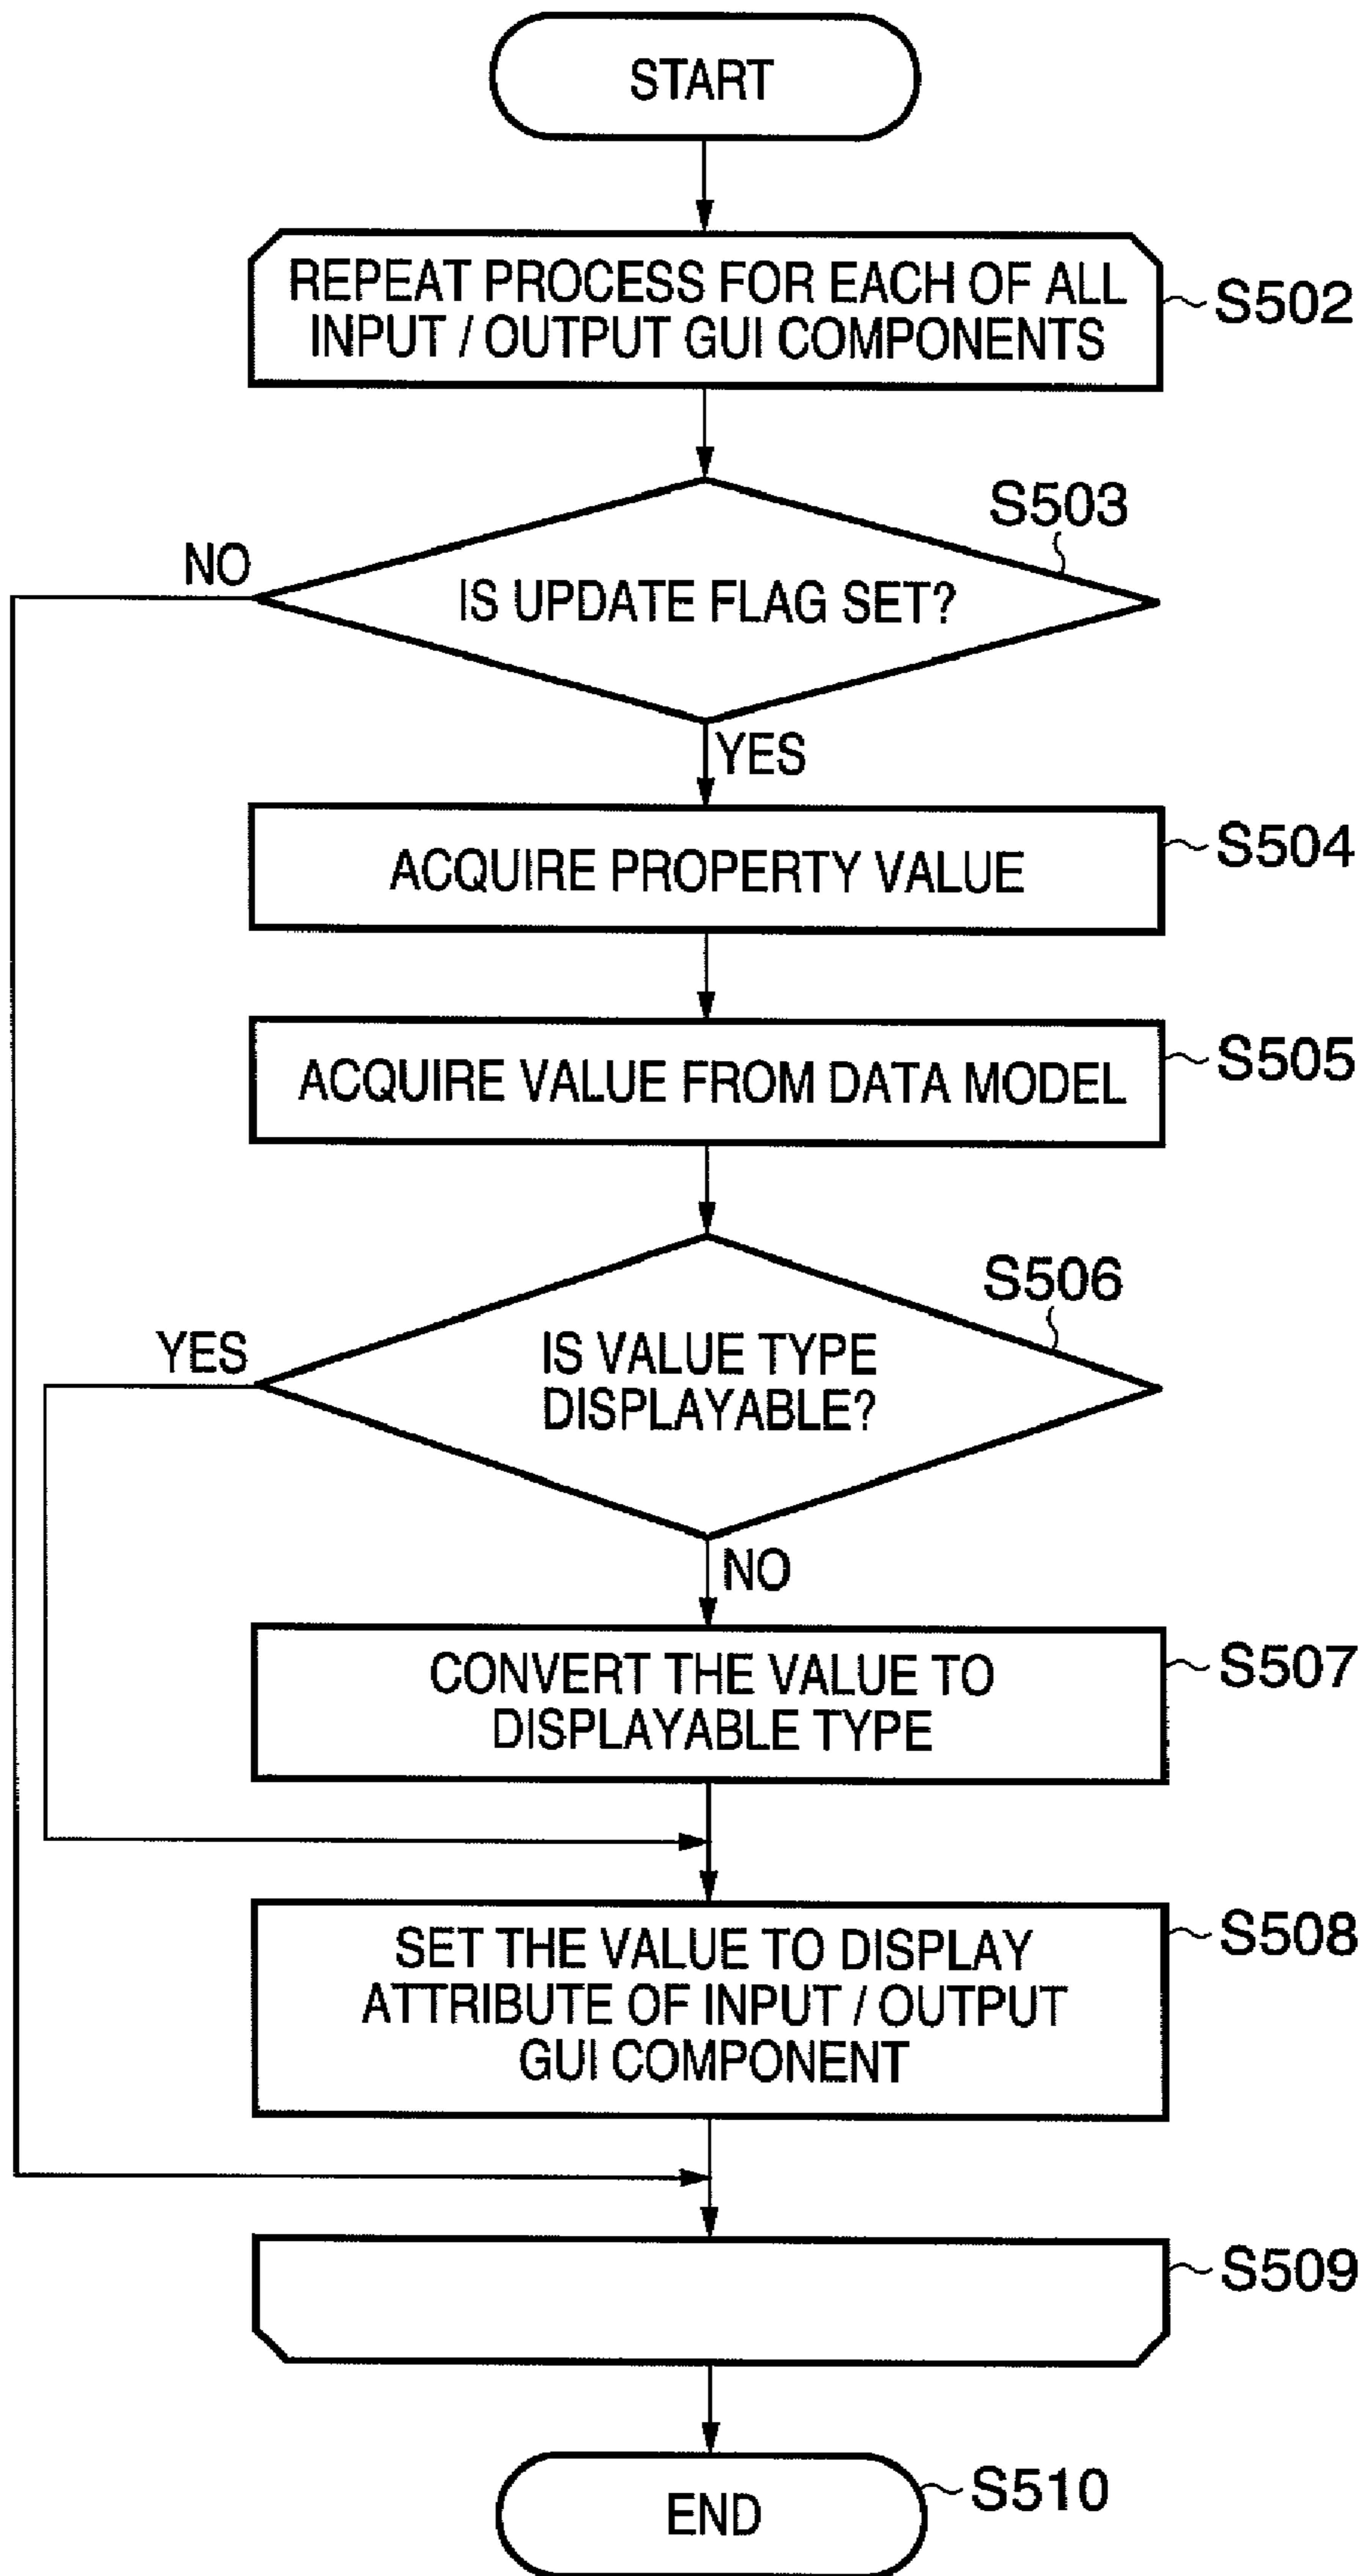 START
REPEAT PROCESS FOR EACH OF ALL
INPUT / OUTPUT GUI COMPONENTS
S502
S503
NO
IS UPDATE FLAG SET?
YES
ACQUIRE PROPERTY VALUE
S504
ACQUIRE VALUE FROM DATA MODEL
S505
S506
YES
IS VALUE TYPE
DISPLAYABLE?
NO
CONVERT THE VALUE TO
DISPLAYABLE TYPE
S507
SET THE VALUE TO DISPLAY
ATTRIBUTE OF INPUT / OUTPUT
GUI COMPONENT
S508
S509
END
S510